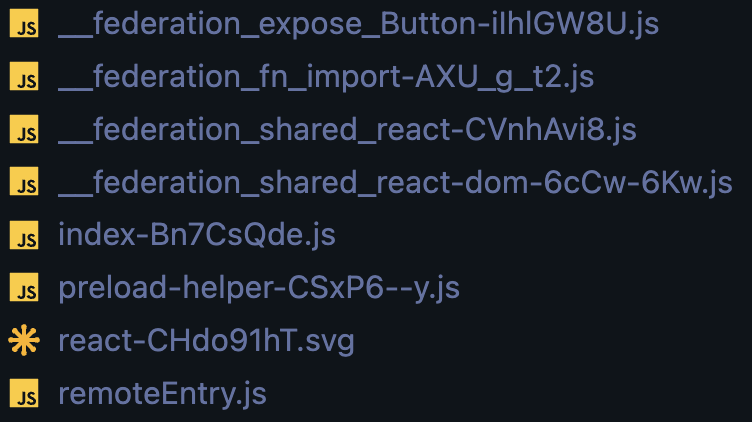 JS __federation_expose_Button-iIhlGW8U.js
JS __federation_fn_import-AXU_g_t2.js
JS __federation_shared_react-CVnhAvi8.js
JS __federation_shared_react-dom-6cCw-6Kw.js
JS index-Bn7CsQde.js
JS preload-helper-CSxP6--y.js
react-CHdo91hT.svg
JS remoteEntry.js